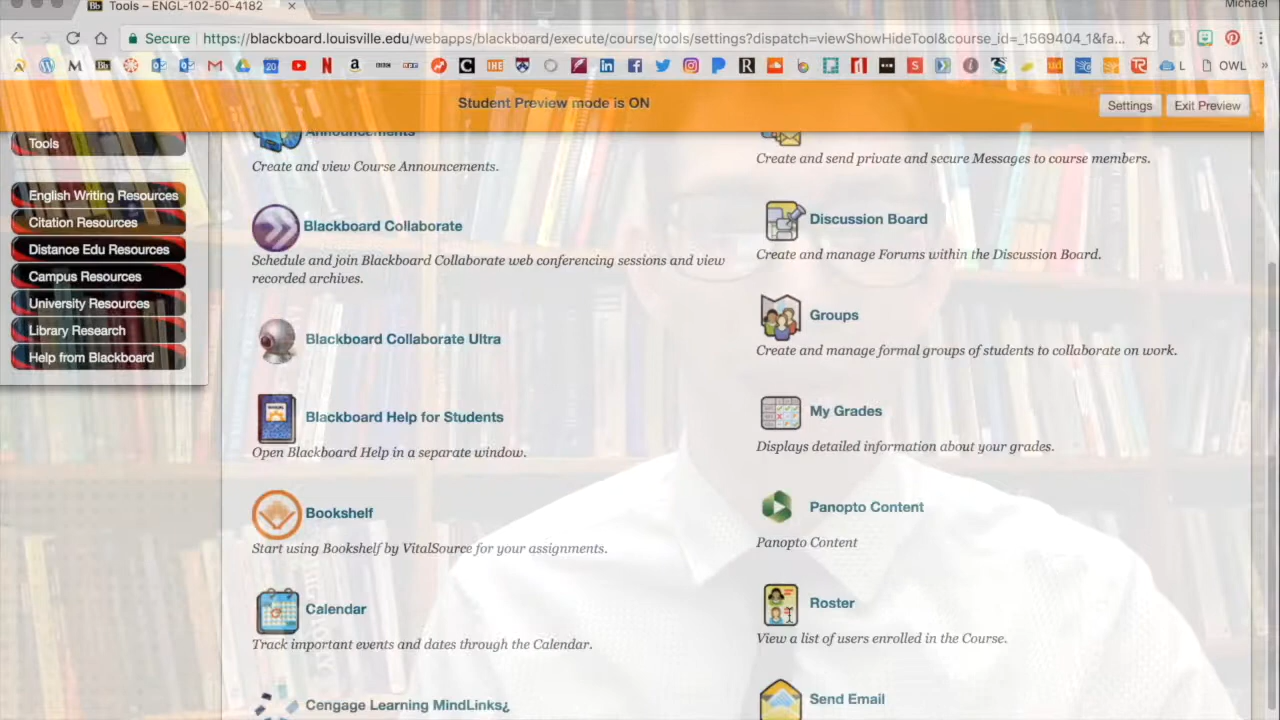 Tools – ENGL-102-50-4182
Michael
Secure
https://blackboard.louisville.edu/webapps/blackboard/execute/course/tools/settings?dispatch=viewShowHideTool&course_id=_1569404_1&fa...
L
OWL
Student Preview mode is ON
Settings
Exit Preview
Tools
English Writing Resources
Citation Resources
Distance Edu Resources
Campus Resources
University Resources
Library Research
Help from Blackboard
Announcements
Create and view Course Announcements.
Blackboard Collaborate
Schedule and join Blackboard Collaborate web conferencing sessions and view
recorded archives.
Blackboard Collaborate Ultra
Blackboard Help for Students
Open Blackboard Help in a separate window.
Bookshelf
Start using Bookshelf by VitalSource for your assignments.
Calendar
Track important events and dates through the Calendar.
Cengage Learning MindLinks¿
Create and send private and secure Messages to course members.
Discussion Board
Create and manage Forums within the Discussion Board.
Groups
Create and manage formal groups of students to collaborate on work.
My Grades
Displays detailed information about your grades.
Panopto Content
Panopto Content
Roster
View a list of users enrolled in the Course.
Send Email